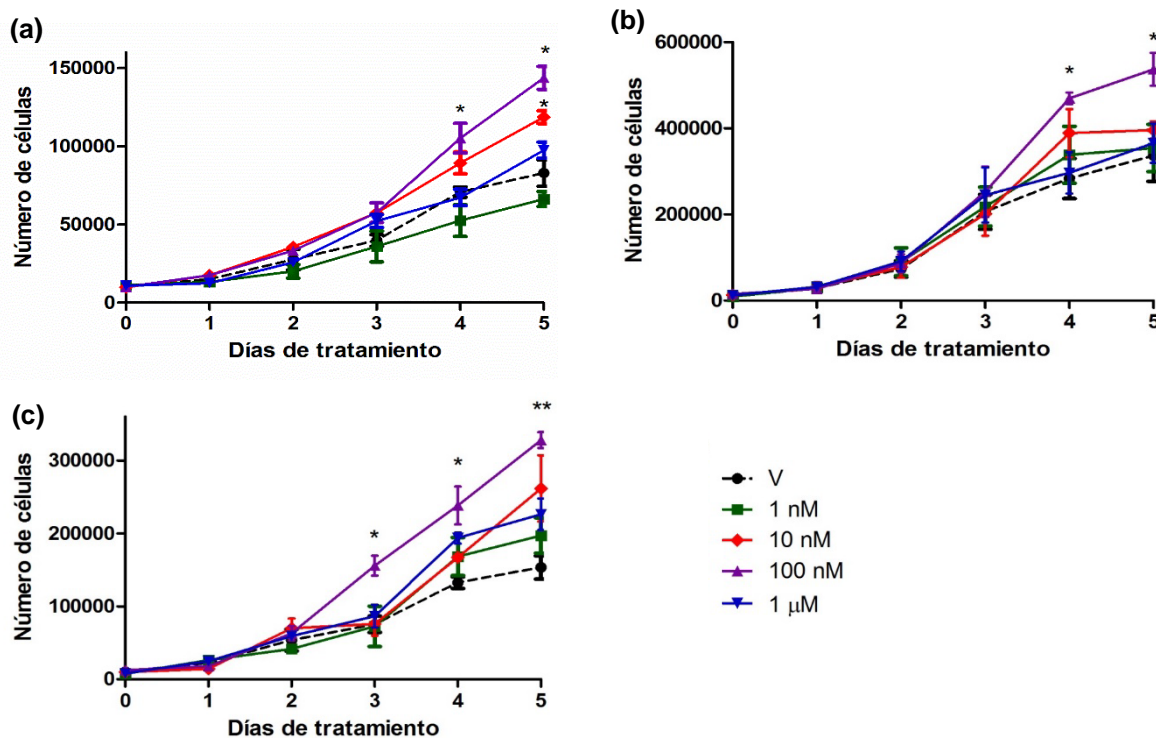 (a)
Número de células
150000
100000
50000
0
0 1 2 3 4 5
Días de tratamiento
*
*
*
(b)
Número de células
600000
400000
200000
0
0 1 2 3 4 5
Días de tratamiento
*
*
(c)
Número de células
300000
200000
100000
0
0 1 2 3 4 5
Días de tratamiento
*
*
**
V
1 nM
10 nM
100 nM
1 μM